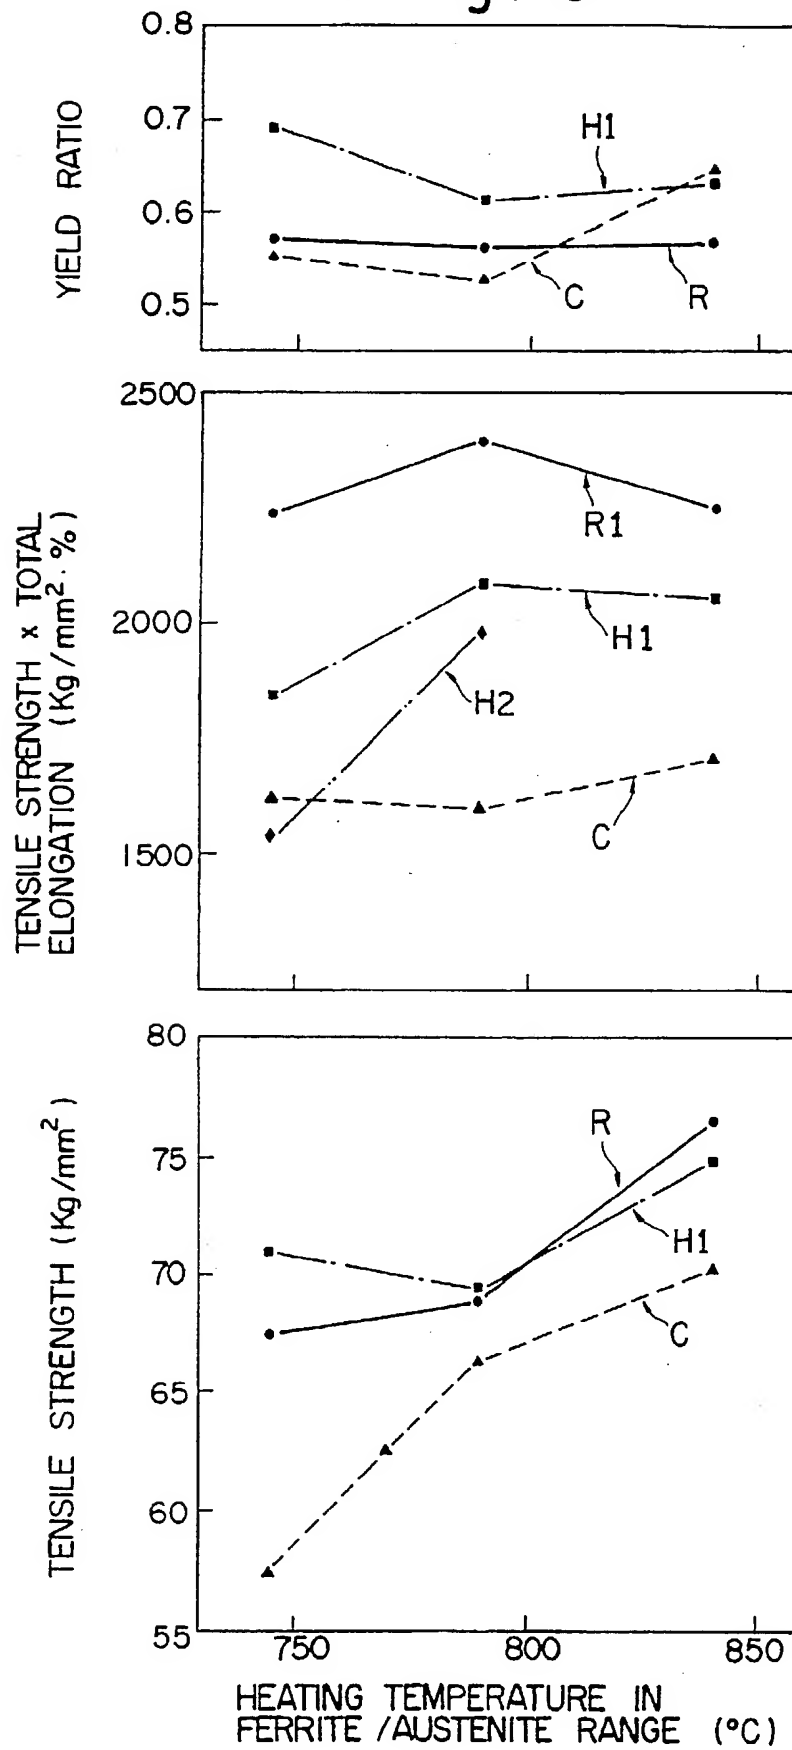 0.8
0.7
0.6
0.5
YIELD RATIO
H1
C
R
2500
2000
1500
TENSILE STRENGTH x TOTAL
ELONGATION (Kg/mm²·%)
R1
H1
H2
C
80
75
70
65
60
55
TENSILE STRENGTH (Kg/mm²)
R
H1
C
750
800
850
HEATING TEMPERATURE IN
FERRITE/AUSTENITE RANGE (°C)